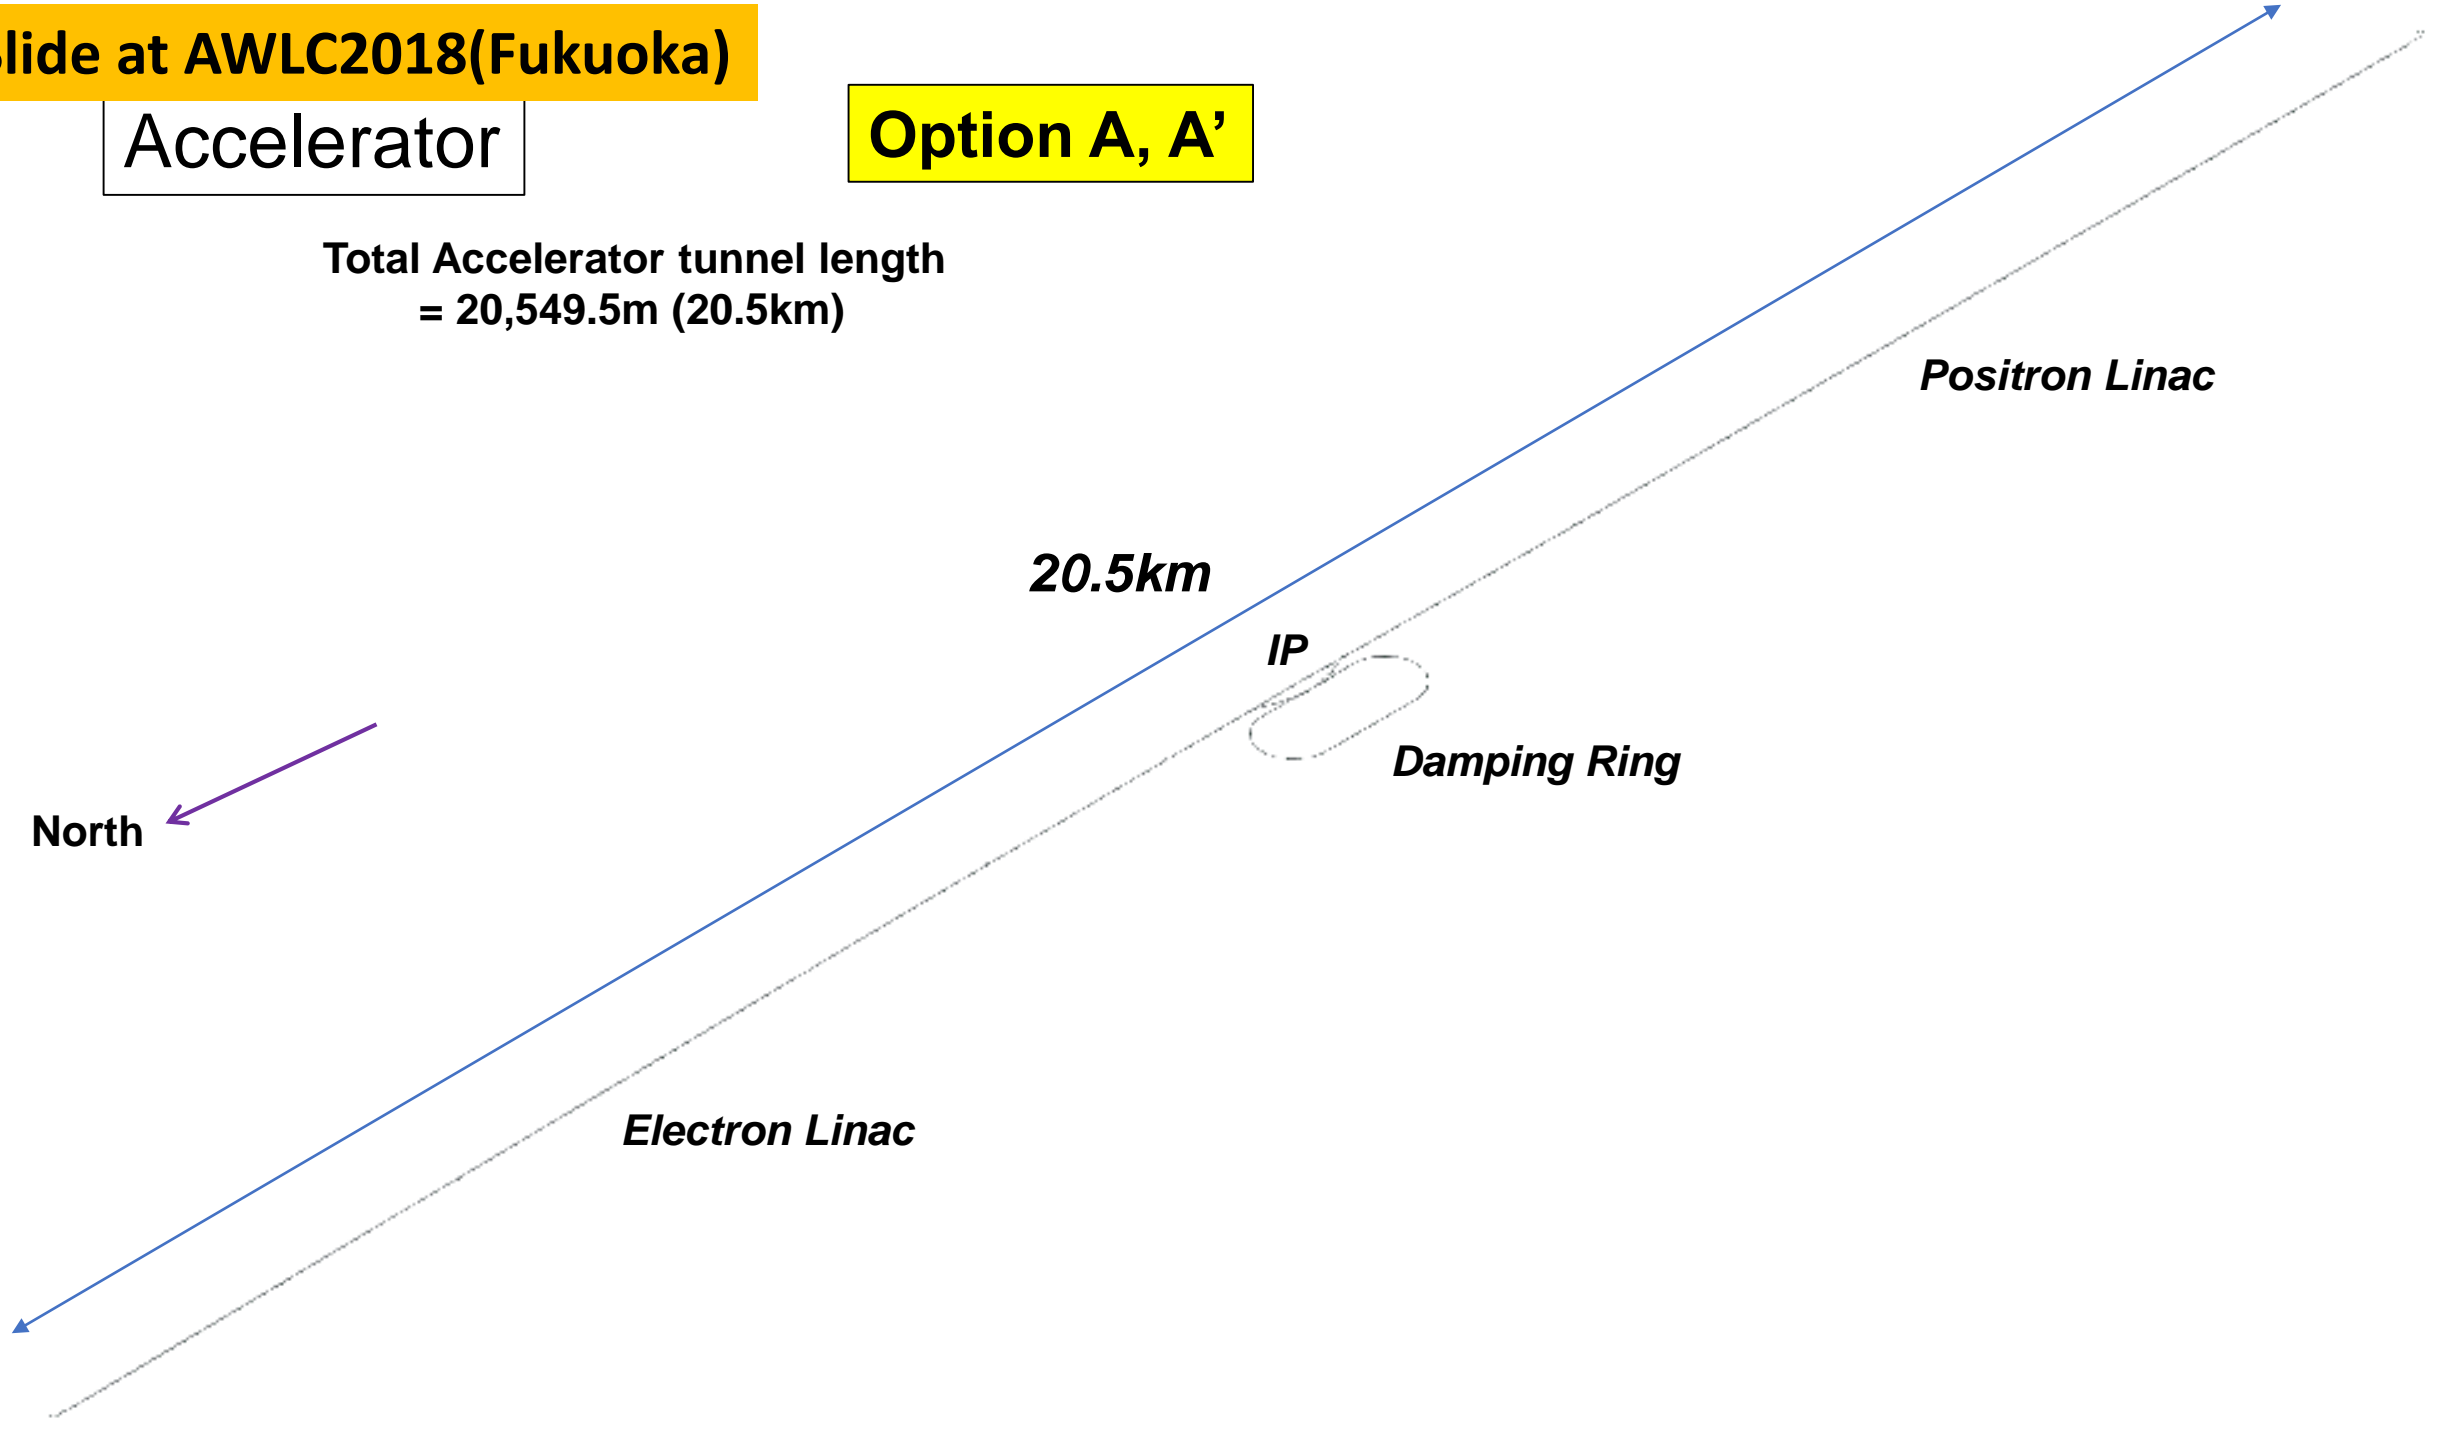 at AWLC2018(Fukuoka)
Accelerator
Option A, A’
Total Accelerator tunnel length
= 20,549.5m (20.5km)
Positron Linac
20.5km
IP
Damping Ring
North
Electron Linac